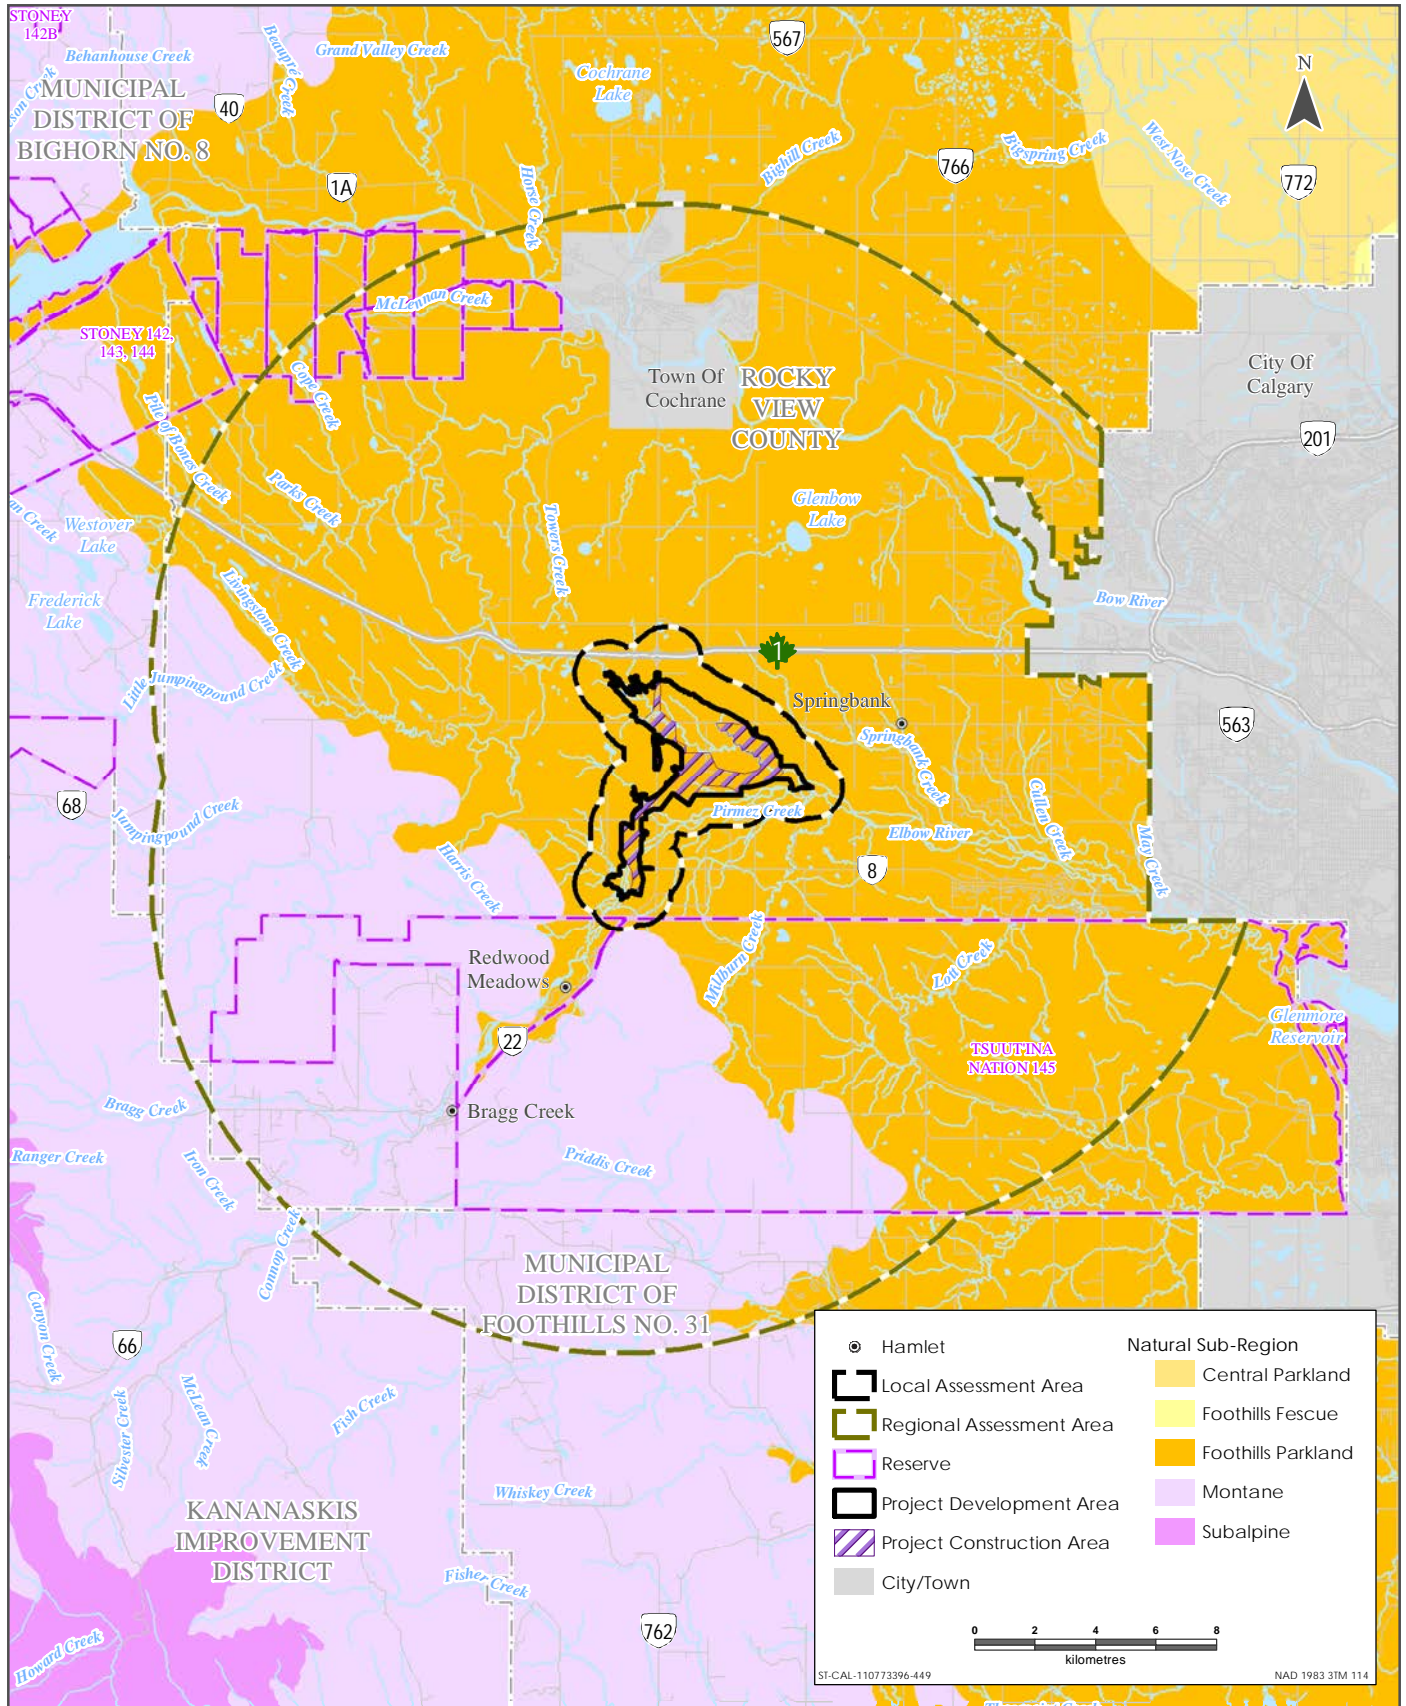 STONEY
142B
Behanhouse Creek
Beaupré Creek
Grand Valley Creek
567
Cochrane
Lake
N
MUNICIPAL
DISTRICT OF
BIGHORN NO. 8
40
1A
Horse Creek
Bighill Creek
766
Bigspring Creek
West Nose Creek
772
McLennan Creek
STONEY 142,
143, 144
Cope Creek
Town Of
Cochrane
ROCKY
VIEW
COUNTY
City Of
Calgary
201
Pile of Bones Creek
Parks Creek
Towers Creek
Glenbow
Lake
Westover
Lake
Frederick
Lake
Livingstone Creek
Bow River
1
Little Jumpingpound Creek
Springbank
Springbank Creek
563
68
Jumpingpound Creek
Pirmez Creek
Elbow River
Cullen Creek
May Creek
Harris Creek
8
Redwood
Meadows
Millburn Creek
Lott Creek
22
Glenmore
Reservoir
TSUUT'INA
NATION 145
Bragg Creek
Bragg Creek
Ranger Creek
Iron Creek
Priddis Creek
Connop Creek
MUNICIPAL
DISTRICT OF
FOOTHILLS NO. 31
Canyon Creek
66
Silvester Creek
McLean Creek
Fish Creek
Whiskey Creek
KANANASKIS
IMPROVEMENT
DISTRICT
Fisher Creek
762
Howard Creek
Hamlet
Local Assessment Area
Regional Assessment Area
Reserve
Project Development Area
Project Construction Area
City/Town
Natural Sub-Region
Central Parkland
Foothills Fescue
Foothills Parkland
Montane
Subalpine
0 2 4 6 8
kilometres
ST-CAL-110773396-449
NAD 1983 3TM 114